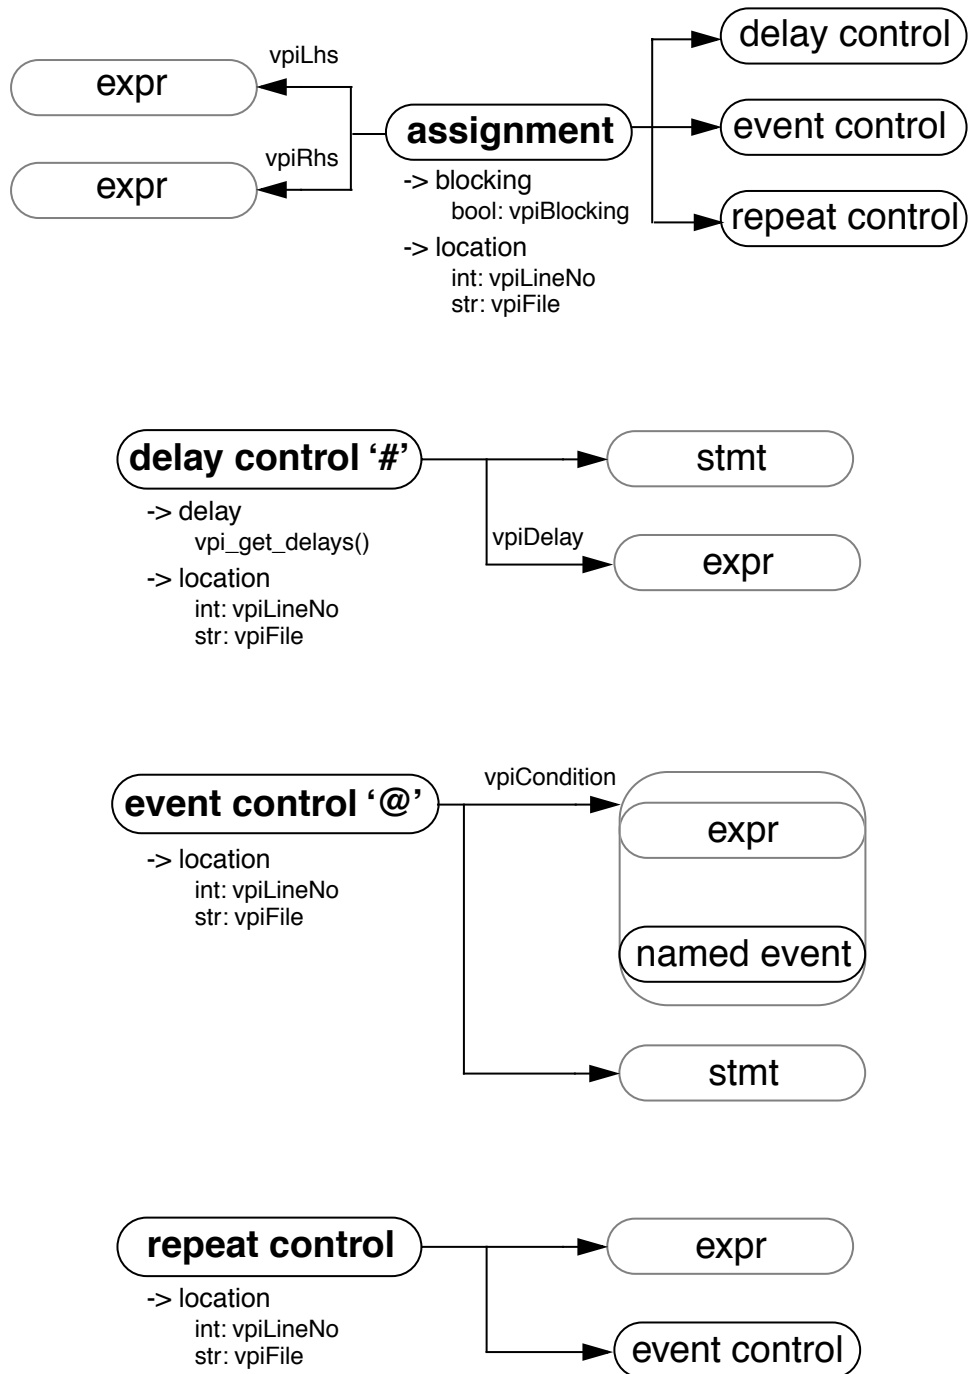 vpiLhs
expr
vpiRhs
expr
assignment
-> blocking
bool: vpiBlocking
-> location
int: vpiLineNo
str: vpiFile
delay control
event control
repeat control
delay control ‘#’
-> delay
vpi_get_delays()
-> location
int: vpiLineNo
str: vpiFile
stmt
vpiDelay
expr
event control ‘@’
-> location
int: vpiLineNo
str: vpiFile
vpiCondition
expr
named event
stmt
repeat control
-> location
int: vpiLineNo
str: vpiFile
expr
event control